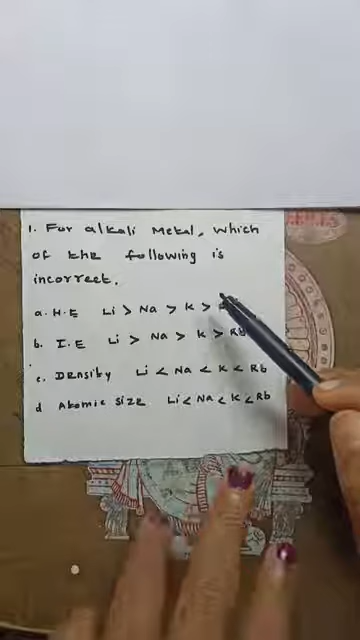 1. For alkali Metal, which
of the following is
incorrect.
a. H.E Li > Na > K >
b. I.E Li > Na > K > Rb
c. Density Li < Na < K < Rb
d Atomic size Li < Na < K < Rb